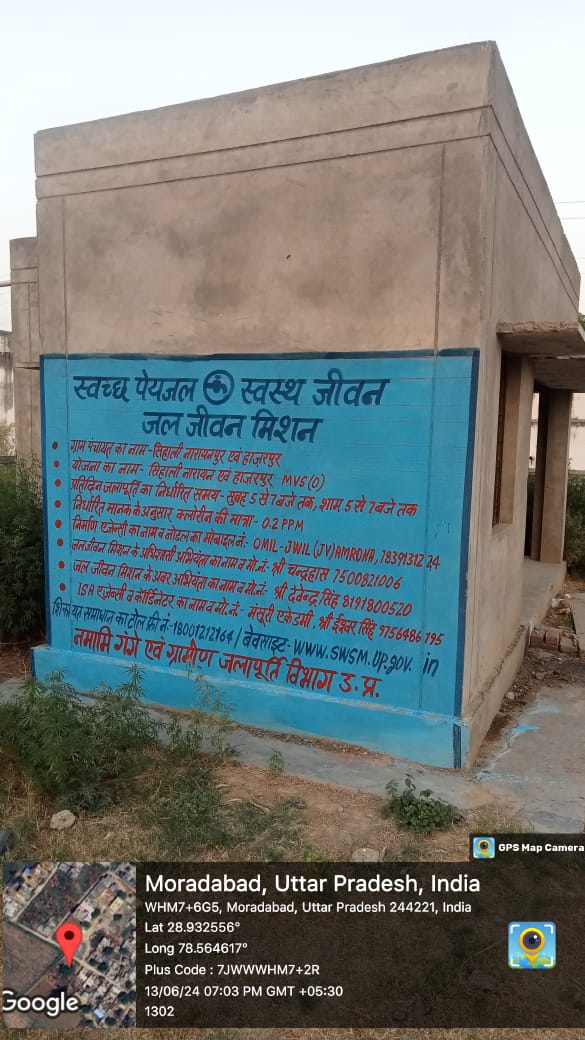 स्वच्छ पेयजल स्वस्थ जीवन
जल जीवन मिशन
ग्राम पंचायत का नाम - सिहाली नारायनपुर एवं हाजरपुर
योजना का नाम - सिहाली नारायन एवं हाजरपुर MVS(D)
प्रतिदिन जलापूर्ति का निर्धारित समय - सुबह 5 से 7 बजे तक, शाम 5 से 7 बजे तक
निर्धारित मानक के अनुसार क्लोरीन की मात्रा - 0.2 PPM
निर्माण एजेन्सी का नाम व नोडल का मोबाइल नं.- OMIL-JWIL (JV) AMROHA, 7839131224
जल जीवन मिशन के अधिशासी अभियंता का नाम व मो.नं- श्री चन्द्रहास 7500821006
जल जीवन मिशन के अवर अभियंता का नाम व मो. नं- श्री देवेन्द्र सिंह 8191800520
ISA एजेन्सी व कोर्डिनेटर का नाम व मो. नं- मंसूरी एकेडमी, श्री ईश्वर सिंह 9756486195
शिकायत समाधान का टोल फ्री नं-18001212164 / बेवसाइट- WWW.SWSM.UP.gov.in
नमामि गंगे एवं ग्रामीण जलापूर्ति विभाग उ.प्र.
GPS Map Camera
Moradabad, Uttar Pradesh, India
WHM7+6G5, Moradabad, Uttar Pradesh 244221, India
Lat 28.932556°
Long 78.564617°
Plus Code : 7JWWWHM7+2R
13/06/24 07:03 PM GMT +05:30
1302
Google